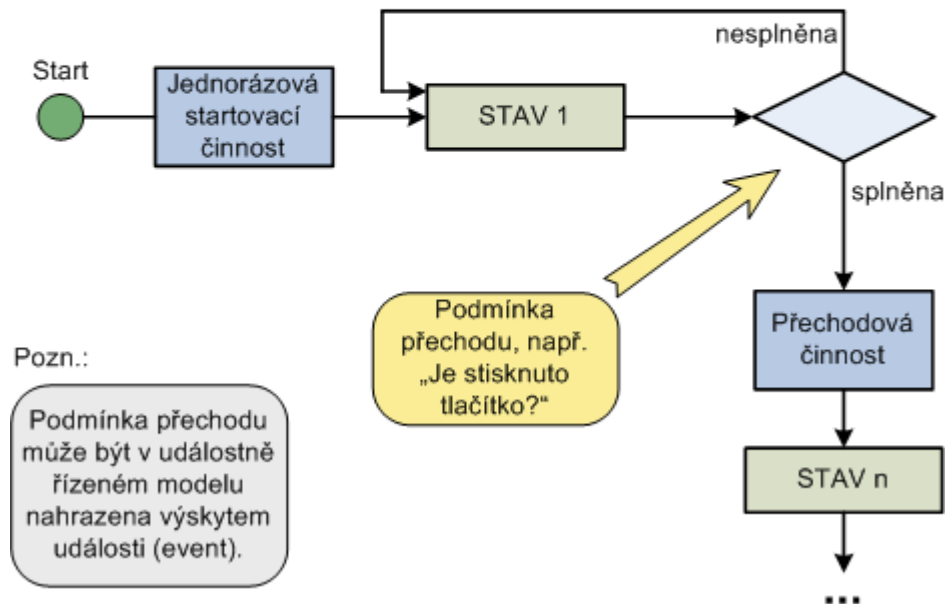 nesplněna
Start
Jednorázová
startovací
činnost
STAV 1
splněna
Podmínka
přechodu, např.
„Je stisknuto
tlačítko?“
Přechodová
činnost
Pozn.:
Podmínka přechodu
může být v událostně
řízeném modelu
nahrazena výskytem
události (event).
STAV n
...